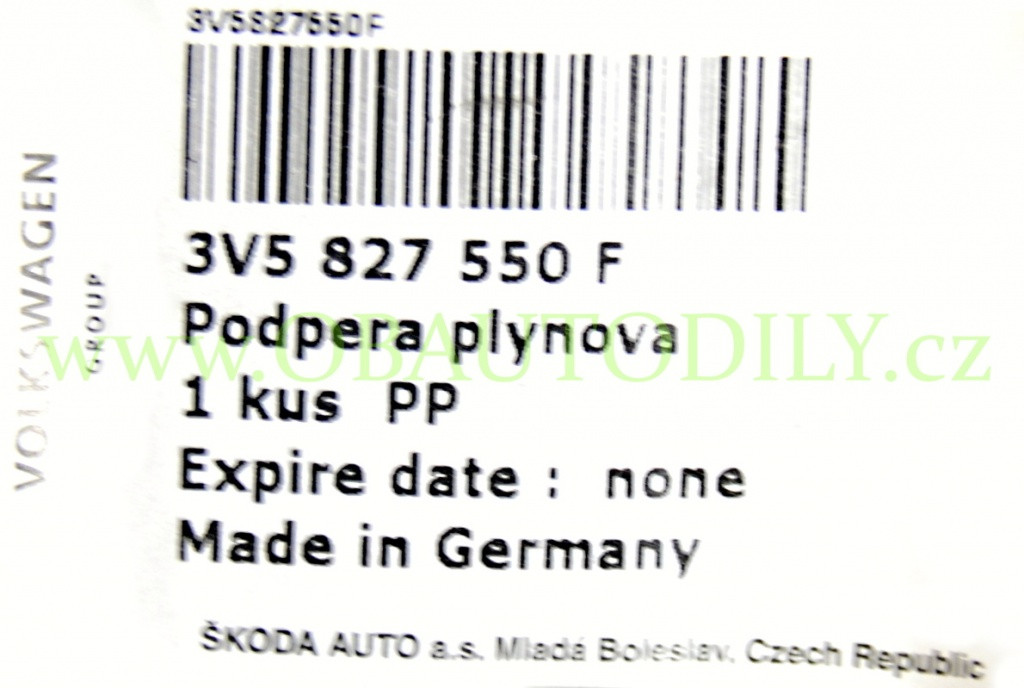 3V5827550F
VOLKSWAGEN
GROUP
3V5 827 550 F
Podpera plynova
www.OBAUTODILY.cz
1 kus PP
Expire date : none
Made in Germany
ŠKODA AUTO a.s. Mladá Boleslav, Czech Republic